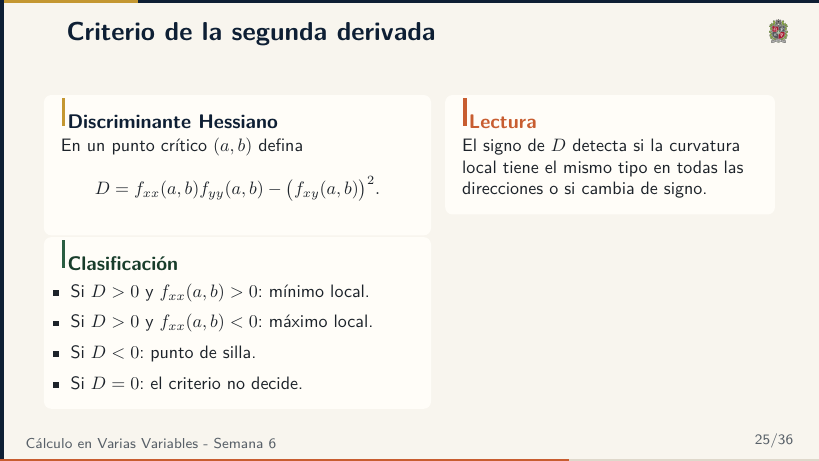 Criterio de la segunda derivada
Discriminante Hessiano
En un punto crítico (a, b) defina
D = f_{xx}(a, b)f_{yy}(a, b) − (f_{xy}(a, b))^2.
Clasificación
▪ Si D > 0 y f_{xx}(a, b) > 0: mínimo local.
▪ Si D > 0 y f_{xx}(a, b) < 0: máximo local.
▪ Si D < 0: punto de silla.
▪ Si D = 0: el criterio no decide.
Lectura
El signo de D detecta si la curvatura
local tiene el mismo tipo en todas las
direcciones o si cambia de signo.
Cálculo en Varias Variables - Semana 6
25/36